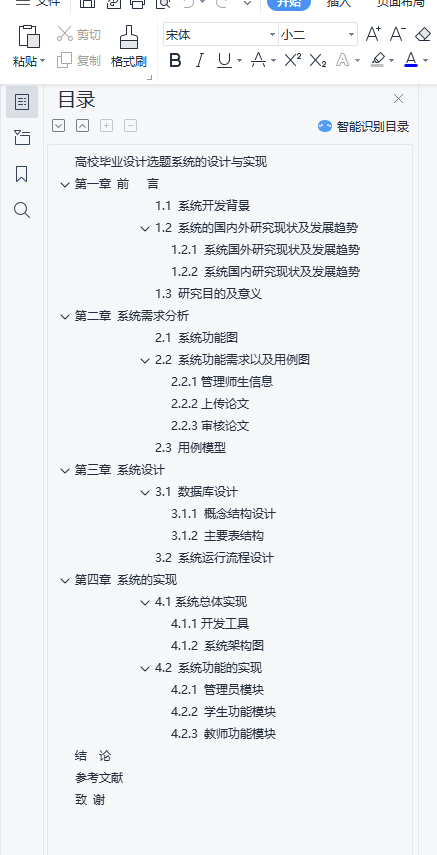 文件 开始 插入 页面布局
剪切 宋体 小二 A⁺ A⁻
粘贴 复制 格式刷 B I U A X² X₂ A A
目录
智能识别目录
高校毕业设计选题系统的设计与实现
第一章 前 言
1.1 系统开发背景
1.2 系统的国内外研究现状及发展趋势
1.2.1 系统国外研究现状及发展趋势
1.2.2 系统国内研究现状及发展趋势
1.3 研究目的及意义
第二章 系统需求分析
2.1 系统功能图
2.2 系统功能需求以及用例图
2.2.1 管理师生信息
2.2.2 上传论文
2.2.3 审核论文
2.3 用例模型
第三章 系统设计
3.1 数据库设计
3.1.1 概念结构设计
3.1.2 主要表结构
3.2 系统运行流程设计
第四章 系统的实现
4.1 系统总体实现
4.1.1 开发工具
4.1.2 系统架构图
4.2 系统功能的实现
4.2.1 管理员模块
4.2.2 学生功能模块
4.2.3 教师功能模块
结 论
参考文献
致 谢